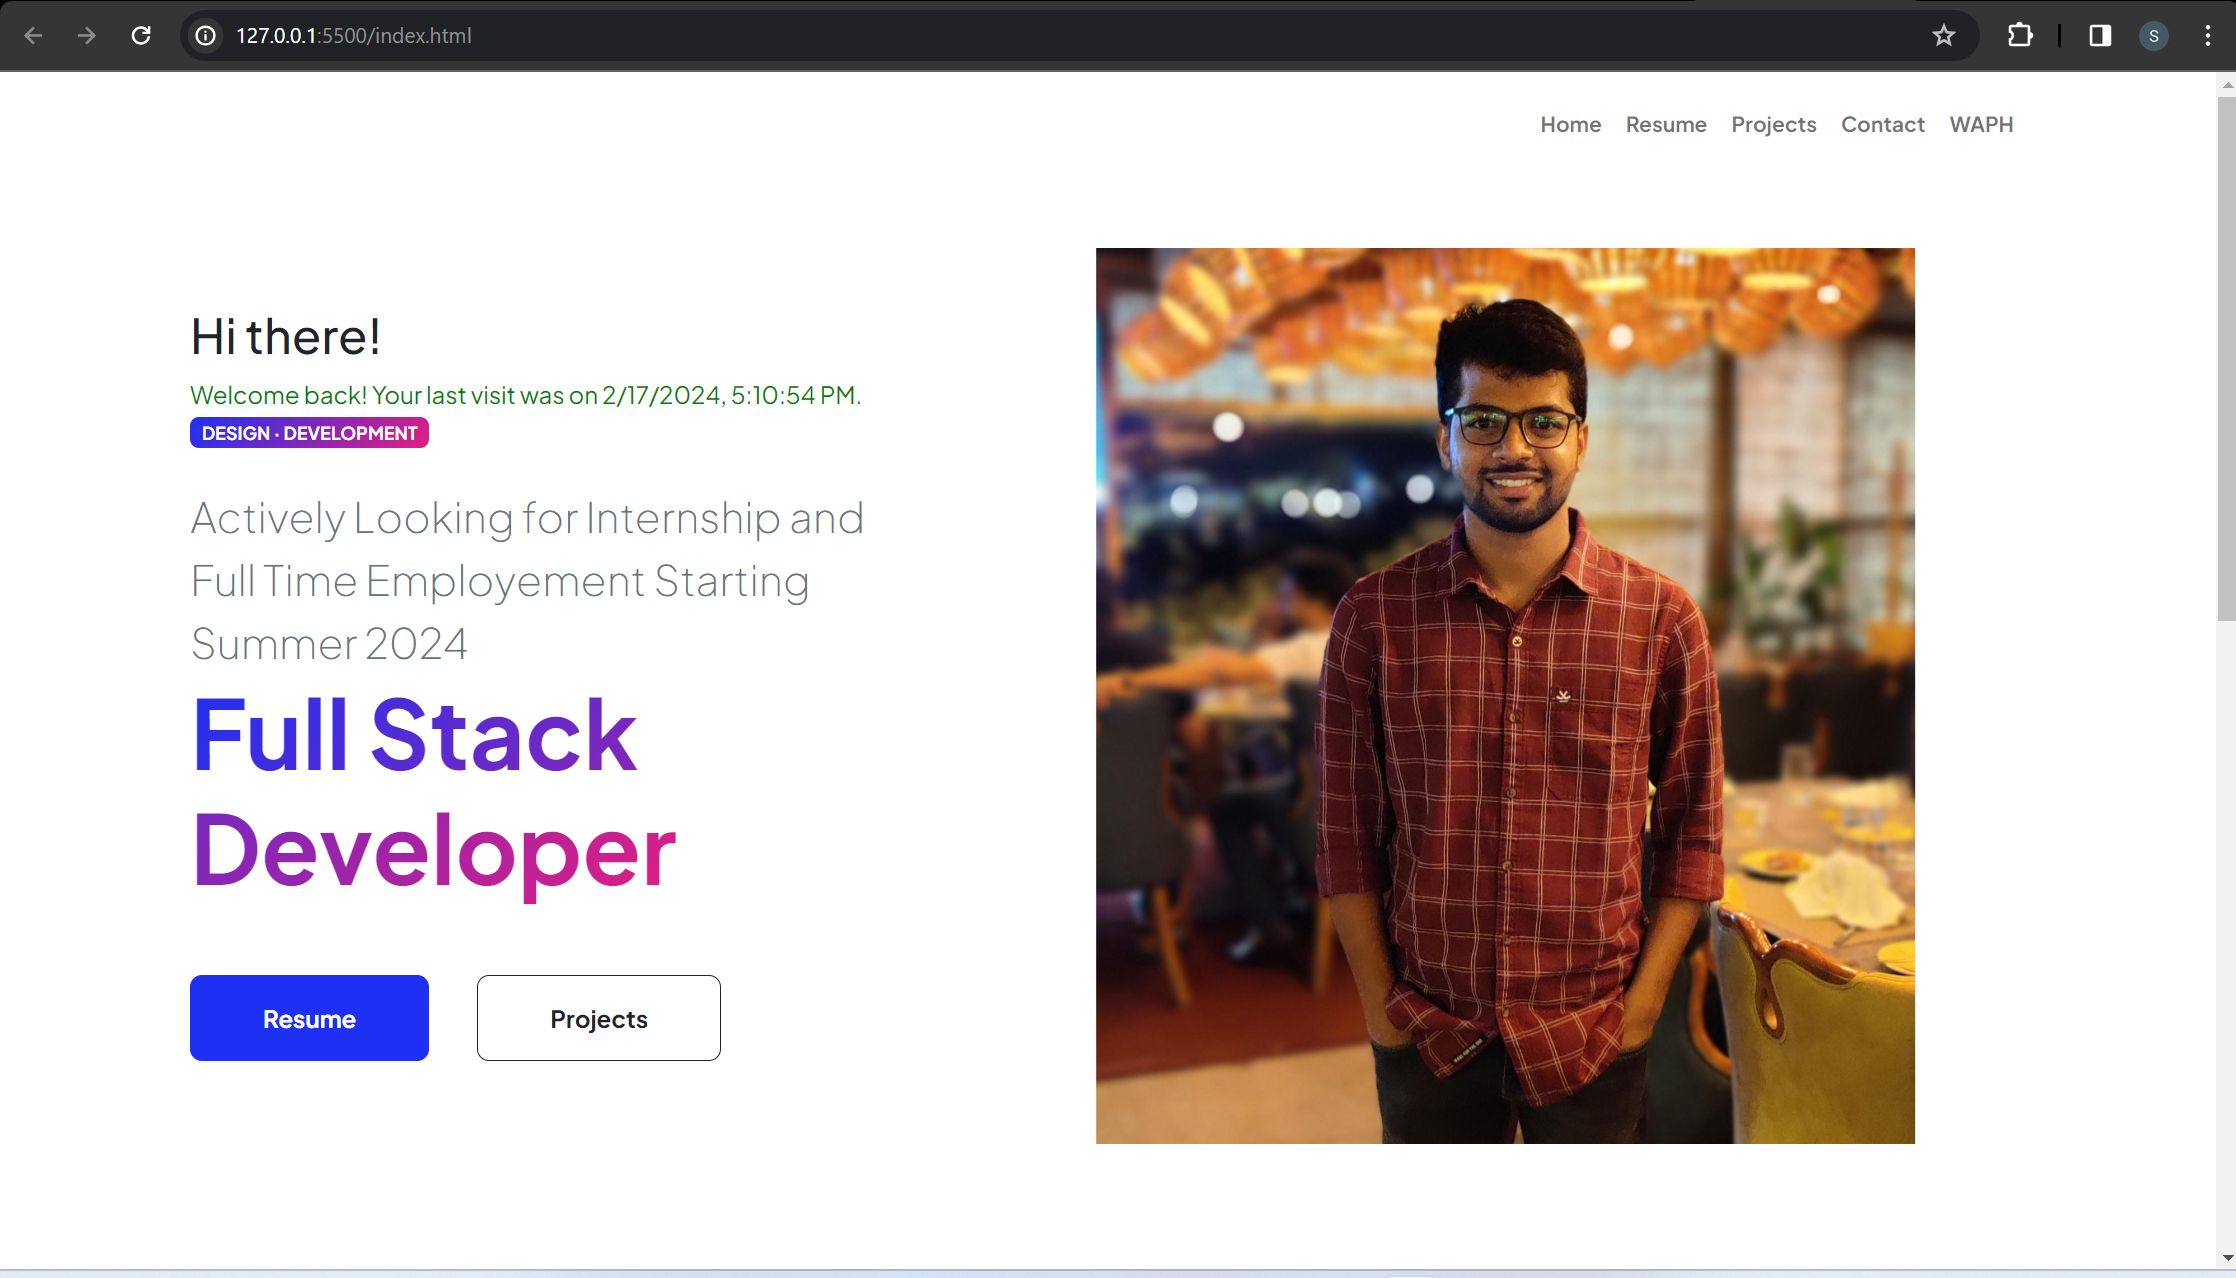 127.0.0.1:5500/index.html
S
Home Resume Projects Contact WAPH
Hi there!
Welcome back! Your last visit was on 2/17/2024, 5:10:54 PM.
DESIGN · DEVELOPMENT
Actively Looking for Internship and
Full Time Employement Starting
Summer 2024
Full Stack
Developer
Resume Projects